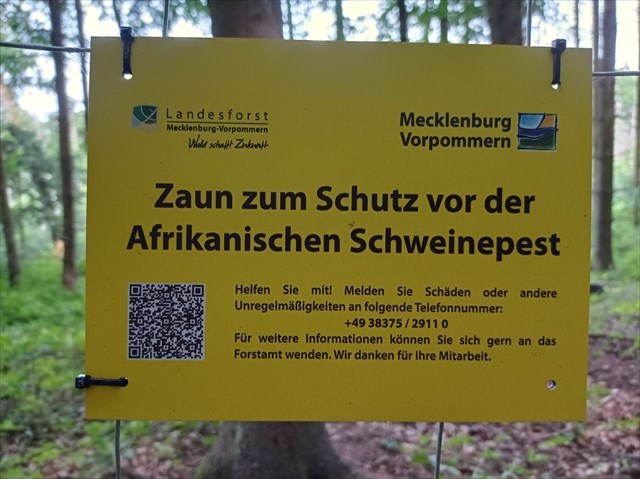 Landesforst
Mecklenburg-Vorpommern
Wald schafft Zukunft
Mecklenburg
Vorpommern
Zaun zum Schutz vor der
Afrikanischen Schweinepest
Helfen Sie mit! Melden Sie Schäden oder andere
Unregelmäßigkeiten an folgende Telefonnummer:
+49 38375 / 2911 0
Für weitere Informationen können Sie sich gern an das
Forstamt wenden. Wir danken für Ihre Mitarbeit.